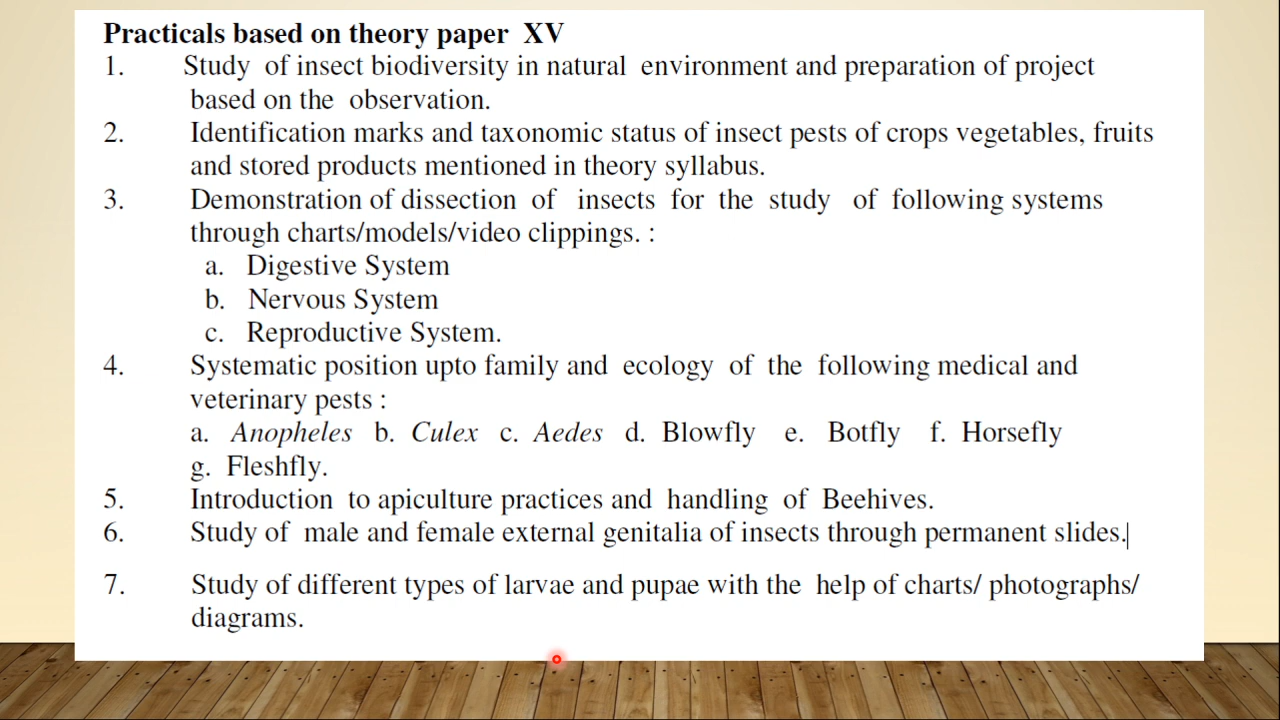 Practicals based on theory paper XV
1. Study of insect biodiversity in natural environment and preparation of project
based on the observation.
2. Identification marks and taxonomic status of insect pests of crops vegetables, fruits
and stored products mentioned in theory syllabus.
3. Demonstration of dissection of insects for the study of following systems
through charts/models/video clippings. :
a. Digestive System
b. Nervous System
c. Reproductive System.
4. Systematic position upto family and ecology of the following medical and
veterinary pests :
a. Anopheles b. Culex c. Aedes d. Blowfly e. Botfly f. Horsefly
g. Fleshfly.
5. Introduction to apiculture practices and handling of Beehives.
6. Study of male and female external genitalia of insects through permanent slides.
7. Study of different types of larvae and pupae with the help of charts/ photographs/
diagrams.